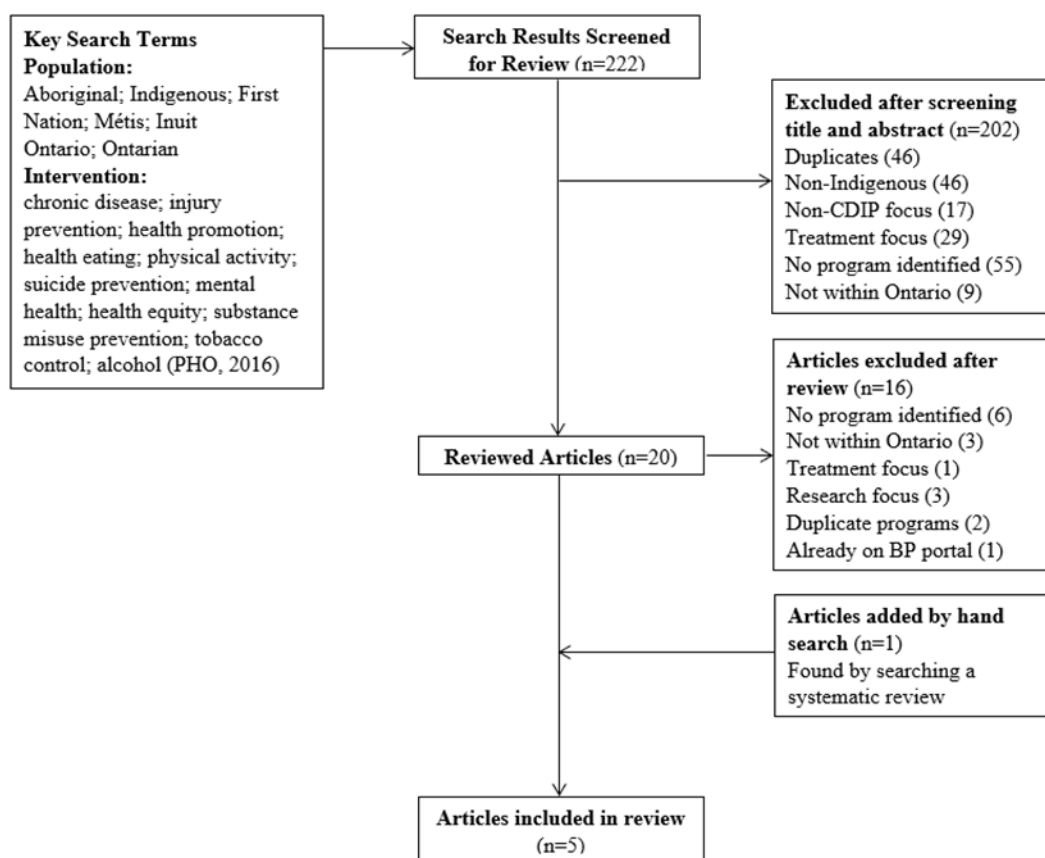 Key Search Terms
Population:
Aboriginal; Indigenous; First
Nation; Métis; Inuit
Ontario; Ontarian
Intervention:
chronic disease; injury
prevention; health promotion;
health eating; physical activity;
suicide prevention; mental
health; health equity; substance
misuse prevention; tobacco
control; alcohol (PHO, 2016)
Search Results Screened
for Review (n=222)
Excluded after screening
title and abstract (n=202)
Duplicates (46)
Non-Indigenous (46)
Non-CDIP focus (17)
Treatment focus (29)
No program identified (55)
Not within Ontario (9)
Reviewed Articles (n=20)
Articles excluded after
review (n=16)
No program identified (6)
Not within Ontario (3)
Treatment focus (1)
Research focus (3)
Duplicate programs (2)
Already on BP portal (1)
Articles added by hand
search (n=1)
Found by searching a
systematic review
Articles included in review
(n=5)